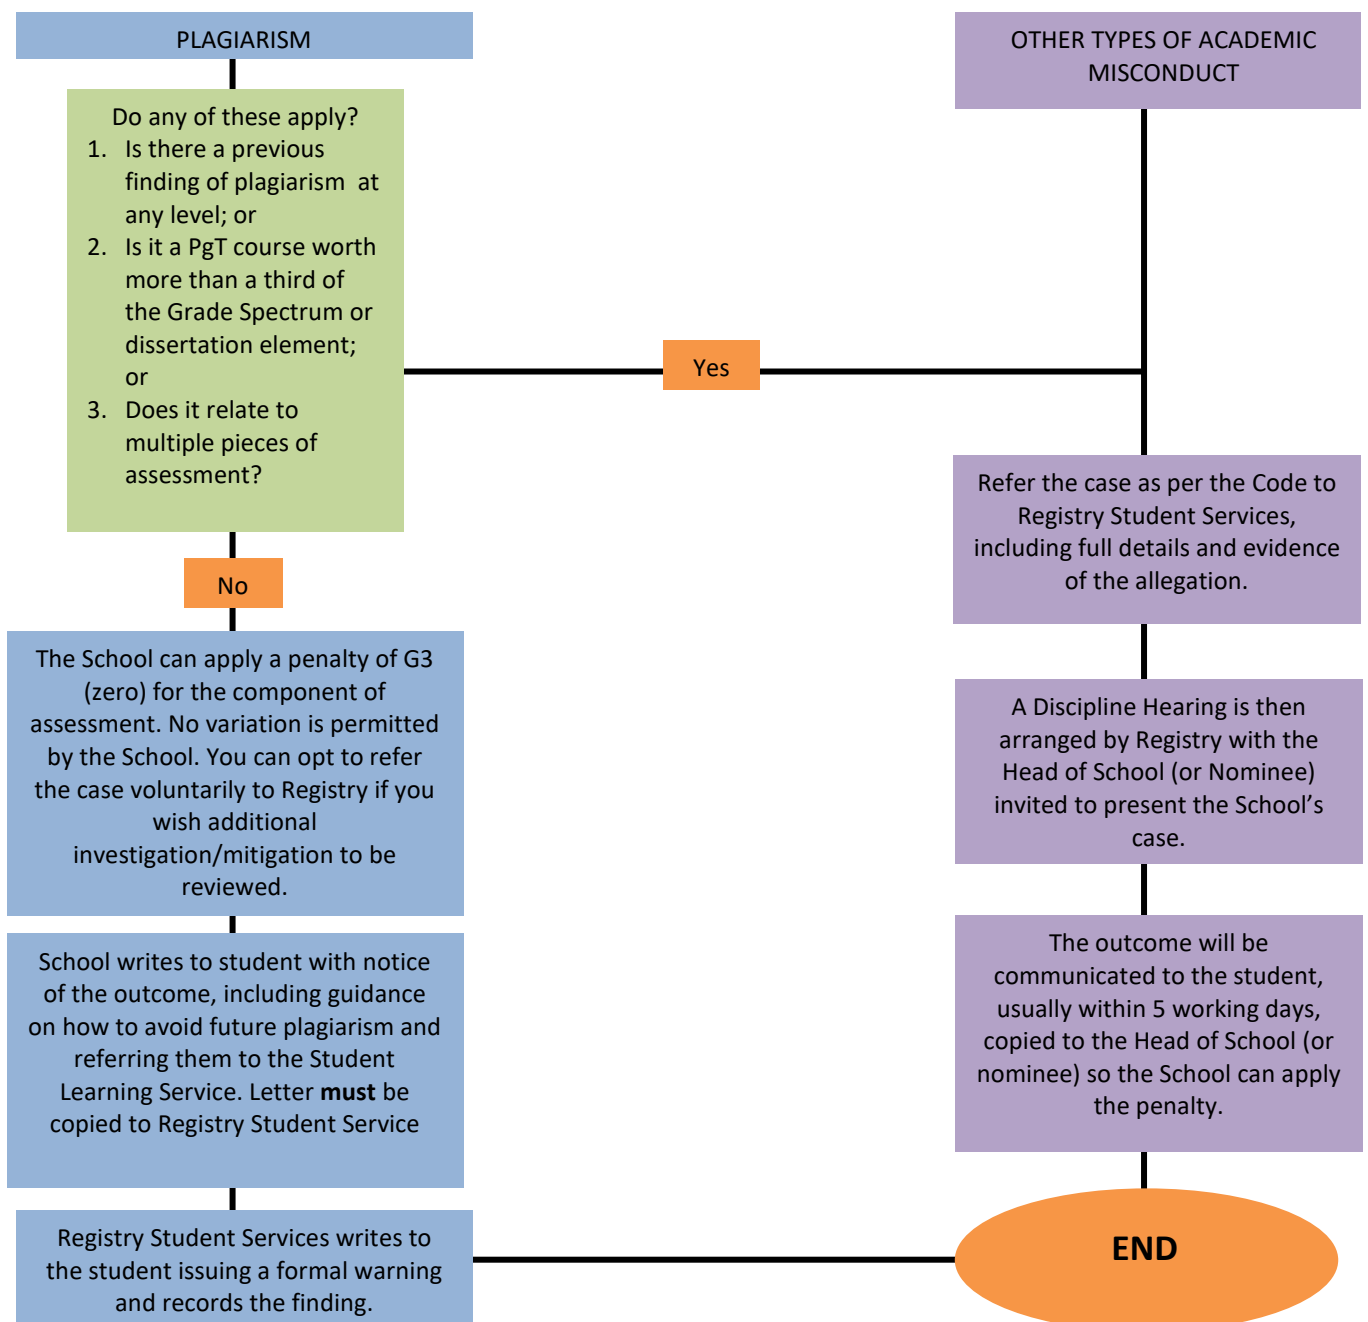 PLAGIARISM
Do any of these apply?
1. Is there a previous
finding of plagiarism at
any level; or
2. Is it a PgT course worth
more than a third of
the Grade Spectrum or
dissertation element;
or
3. Does it relate to
multiple pieces of
assessment?
No
The School can apply a penalty of G3
(zero) for the component of
assessment. No variation is permitted
by the School. You can opt to refer
the case voluntarily to Registry if you
wish additional
investigation/mitigation to be
reviewed.
School writes to student with notice
of the outcome, including guidance
on how to avoid future plagiarism and
referring them to the Student
Learning Service. Letter must be
copied to Registry Student Service
Registry Student Services writes to
the student issuing a formal warning
and records the finding.
Yes
OTHER TYPES OF ACADEMIC
MISCONDUCT
Refer the case as per the Code to
Registry Student Services,
including full details and evidence
of the allegation.
A Discipline Hearing is then
arranged by Registry with the
Head of School (or Nominee)
invited to present the School’s
case.
The outcome will be
communicated to the student,
usually within 5 working days,
copied to the Head of School (or
nominee) so the School can apply
the penalty.
END